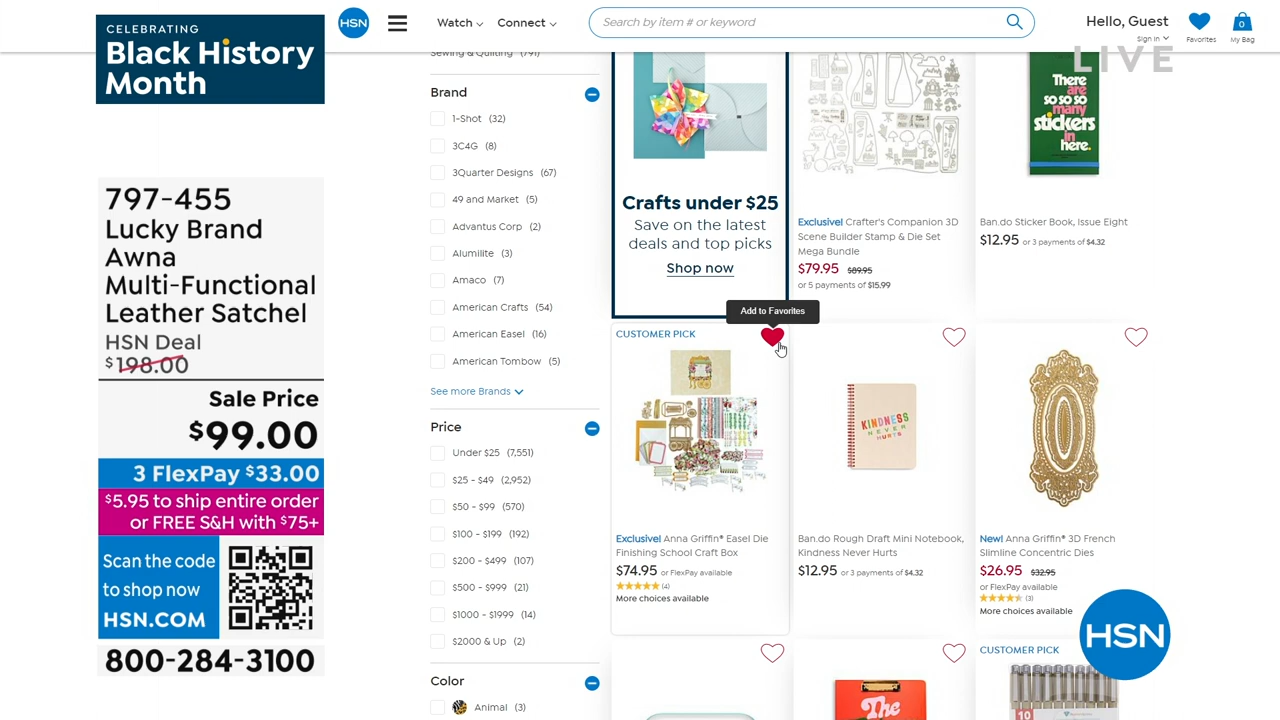 CELEBRATING
Black History
Month
797-455
Lucky Brand
Awna
Multi-Functional
Leather Satchel
HSN Deal
$198.00
Sale Price
$99.00
3 FlexPay $33.00
$5.95 to ship entire order
or FREE S&H with $75+
Scan the code
to shop now
HSN.COM
800-284-3100
HSN
Watch
Connect
Search by item # or keyword
Hello, Guest
Sign in
Favorites
0
My Bag
LIVE
Sewing & Quilting (791)
Brand
1-Shot (32)
3C4G (8)
3Quarter Designs (67)
49 and Market (5)
Advantus Corp (2)
Alumilite (3)
Amaco (7)
American Crafts (54)
American Easel (16)
American Tombow (5)
See more Brands
Price
Under $25 (7,551)
$25 - $49 (2,952)
$50 - $99 (570)
$100 - $199 (192)
$200 - $499 (107)
$500 - $999 (21)
$1000 - $1999 (14)
$2000 & Up (2)
Color
Animal (3)
Crafts under $25
Save on the latest
deals and top picks
Shop now
Exclusive! Crafter's Companion 3D
Scene Builder Stamp & Die Set
Mega Bundle
$79.95 $89.95
or 5 payments of $15.99
There
are
so so so
many
stickers
in
here.
Ban.do Sticker Book, Issue Eight
$12.95 or 3 payments of $4.32
Add to Favorites
CUSTOMER PICK
Exclusive! Anna Griffin® Easel Die
Finishing School Craft Box
$74.95 or FlexPay available
(4)
More choices available
KINDNESS
NEVER
HURTS
Ban.do Rough Draft Mini Notebook,
Kindness Never Hurts
$12.95 or 3 payments of $4.32
New! Anna Griffin® 3D French
Slimline Concentric Dies
$26.95 $32.95
or FlexPay available
(3)
More choices available
HSN
The
CUSTOMER PICK
10